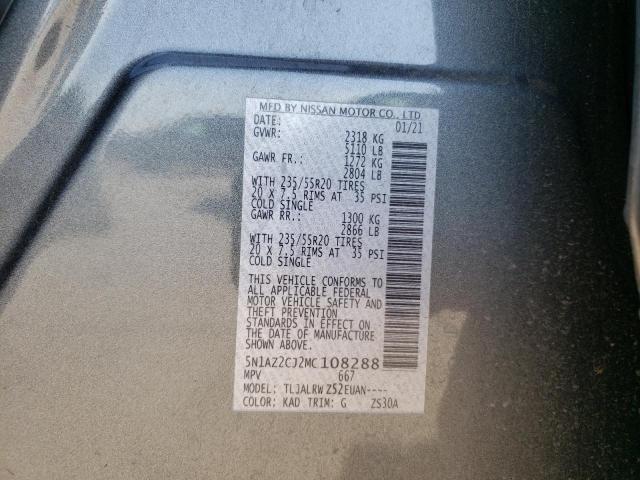 MFD BY NISSAN MOTOR CO., LTD
DATE: 01/21
GVWR: 2318 KG
5110 LB
GAWR FR.: 1272 KG
2804 LB
WITH 235/55R20 TIRES
20 X 7.5 RIMS AT 35 PSI
COLD SINGLE
GAWR RR.: 1300 KG
2866 LB
WITH 235/55R20 TIRES
20 X 7.5 RIMS AT 35 PSI
COLD SINGLE
THIS VEHICLE CONFORMS TO
ALL APPLICABLE FEDERAL
MOTOR VEHICLE SAFETY AND
THEFT PREVENTION
STANDARDS IN EFFECT ON
THE DATE OF MANUFACTURE
SHOWN ABOVE.
5N1AZ2CJ2MC108288
MPV 667
MODEL: TLJALRWZ52EUAN----
COLOR: KAD TRIM: G ZS30A